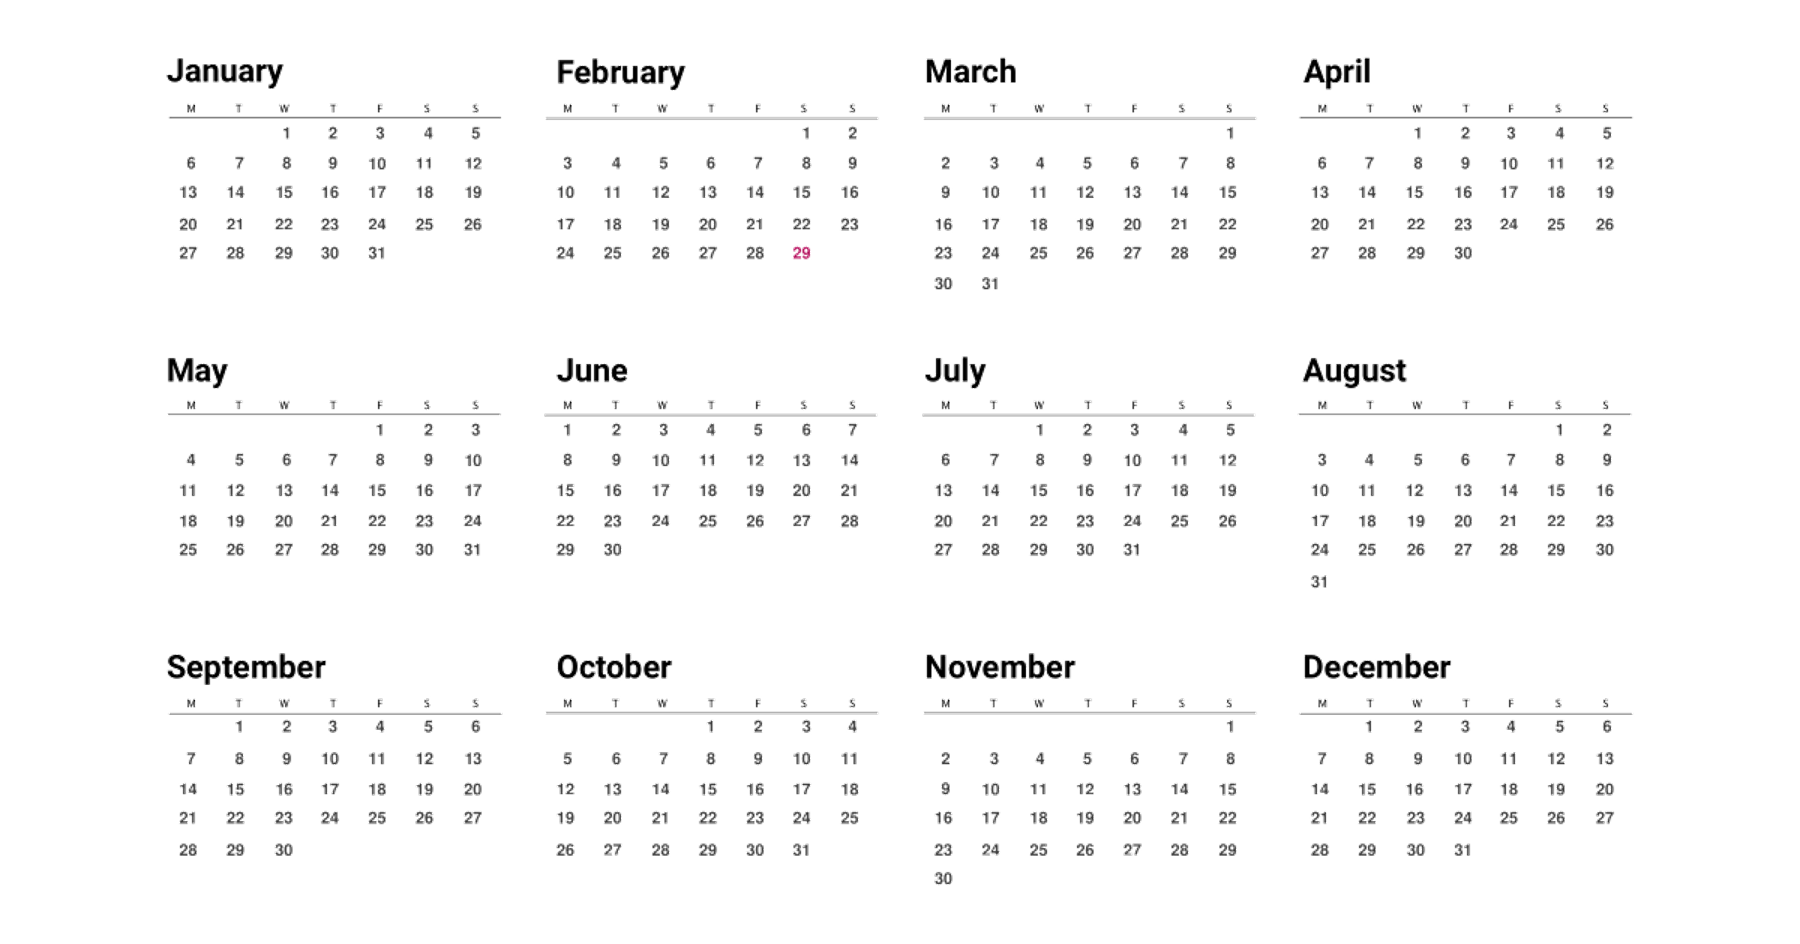 January February March April
M T W T F S S M T W T F S S M T W T F S S M T W T F S S
1 2 3 4 5 1 2 1 1 2 3 4 5
6 7 8 9 10 11 12 3 4 5 6 7 8 9 2 3 4 5 6 7 8 6 7 8 9 10 11 12
13 14 15 16 17 18 19 10 11 12 13 14 15 16 9 10 11 12 13 14 15 13 14 15 16 17 18 19
20 21 22 23 24 25 26 17 18 19 20 21 22 23 16 17 18 19 20 21 22 20 21 22 23 24 25 26
27 28 29 30 31 24 25 26 27 28 29 23 24 25 26 27 28 29 27 28 29 30
30 31
May June July August
M T W T F S S M T W T F S S M T W T F S S M T W T F S S
1 2 3 1 2 3 4 5 6 7 1 2 3 4 5 1 2
4 5 6 7 8 9 10 8 9 10 11 12 13 14 6 7 8 9 10 11 12 3 4 5 6 7 8 9
11 12 13 14 15 16 17 15 16 17 18 19 20 21 13 14 15 16 17 18 19 10 11 12 13 14 15 16
18 19 20 21 22 23 24 22 23 24 25 26 27 28 20 21 22 23 24 25 26 17 18 19 20 21 22 23
25 26 27 28 29 30 31 29 30 27 28 29 30 31 24 25 26 27 28 29 30
31
September October November December
M T W T F S S M T W T F S S M T W T F S S M T W T F S S
1 2 3 4 5 6 1 2 3 4 1 1 2 3 4 5 6
7 8 9 10 11 12 13 5 6 7 8 9 10 11 2 3 4 5 6 7 8 7 8 9 10 11 12 13
14 15 16 17 18 19 20 12 13 14 15 16 17 18 9 10 11 12 13 14 15 14 15 16 17 18 19 20
21 22 23 24 25 26 27 19 20 21 22 23 24 25 16 17 18 19 20 21 22 21 22 23 24 25 26 27
28 29 30 26 27 28 29 30 31 23 24 25 26 27 28 29 28 29 30 31
30